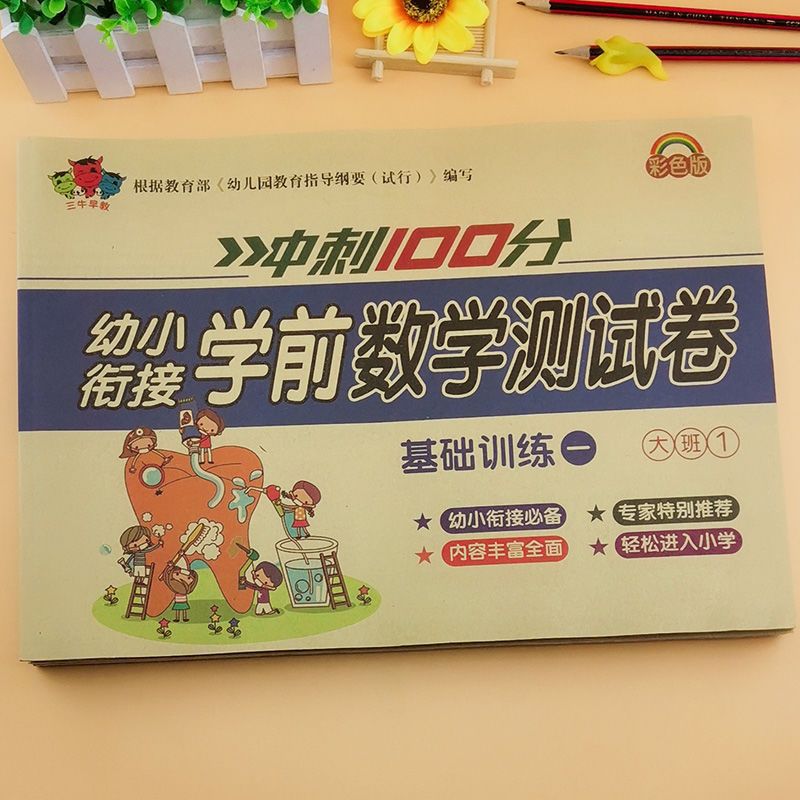 三牛早教
根据教育部《幼儿园教育指导纲要（试行）》编写
彩色版
冲刺100分
幼小衔接 学前数学测试卷
基础训练 一
大班1
幼小衔接必备
专家特别推荐
内容丰富全面
轻松进入小学